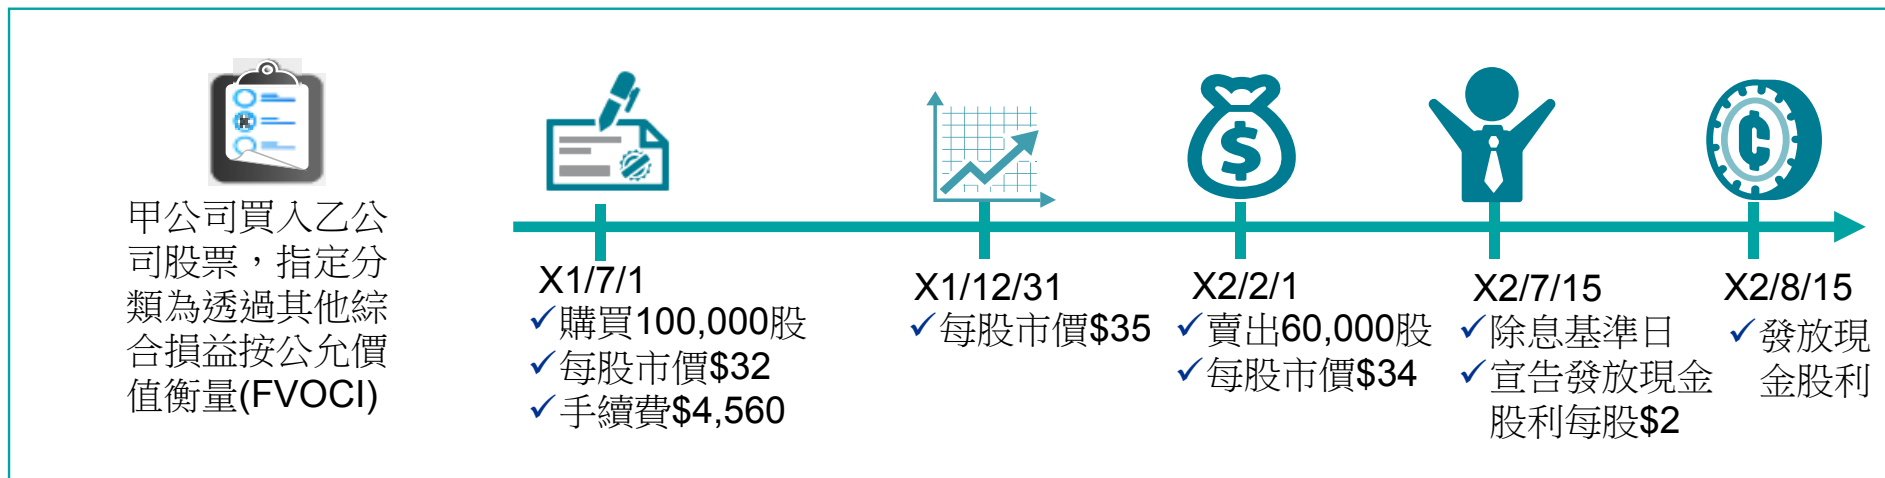 甲公司買入乙公
司股票，指定分
類為透過其他綜
合損益按公允價
值衡量(FVOCI)
X1/7/1
✓購買100,000股
✓每股市價$32
✓手續費$4,560
X1/12/31
✓每股市價$35
$
X2/2/1
✓賣出60,000股
✓每股市價$34
X2/7/15
✓除息基準日
✓宣告發放現金
股利每股$2
¢
X2/8/15
✓發放現
金股利